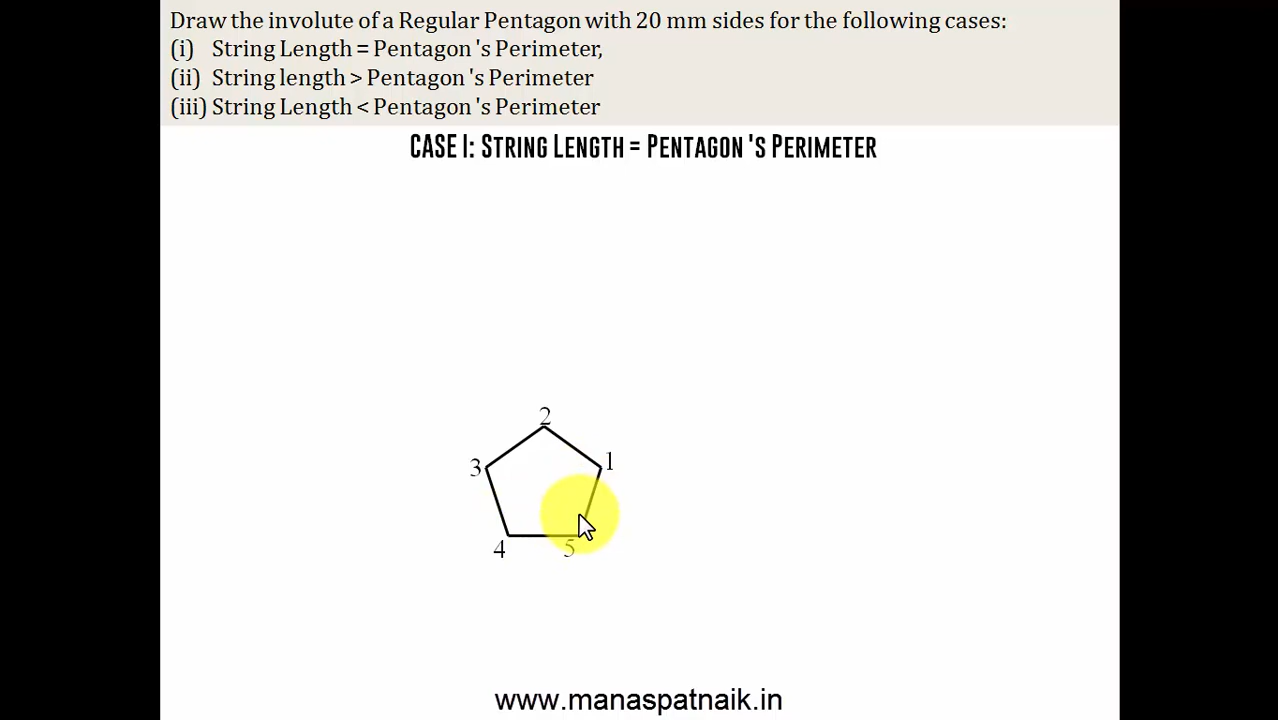 Draw the involute of a Regular Pentagon with 20 mm sides for the following cases:
(i) String Length = Pentagon 's Perimeter,
(ii) String length > Pentagon 's Perimeter
(iii) String Length < Pentagon 's Perimeter
CASE I: STRING LENGTH = PENTAGON 'S PERIMETER
2
3
1
4
5
www.manaspatnaik.in